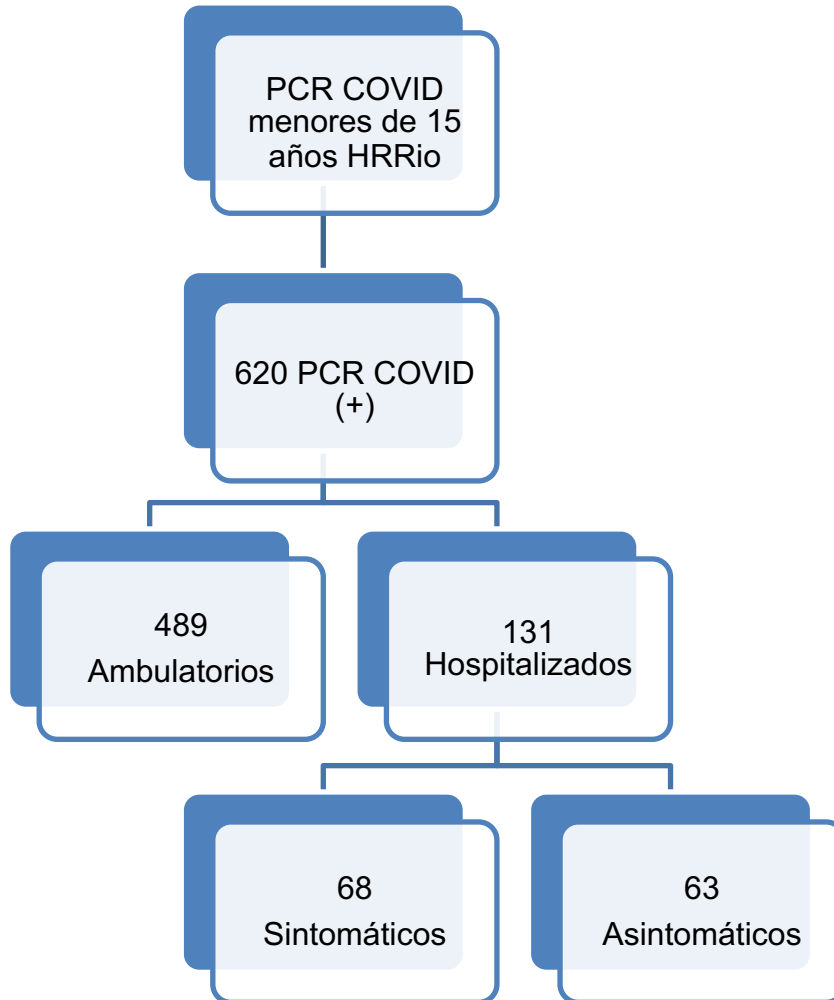 PCR COVID
menores de 15
años HRRio
620 PCR COVID
(+)
489
Ambulatorios
131
Hospitalizados
68
Sintomáticos
63
Asintomáticos